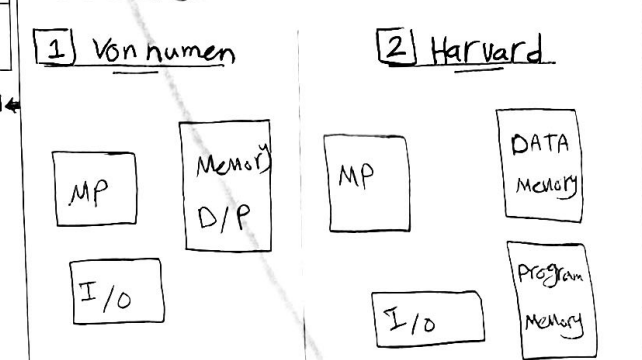 1 Von numen
MP
Memory
D/P
I/O
2 Harvard
MP
DATA
Memory
Program
Memory
I/O